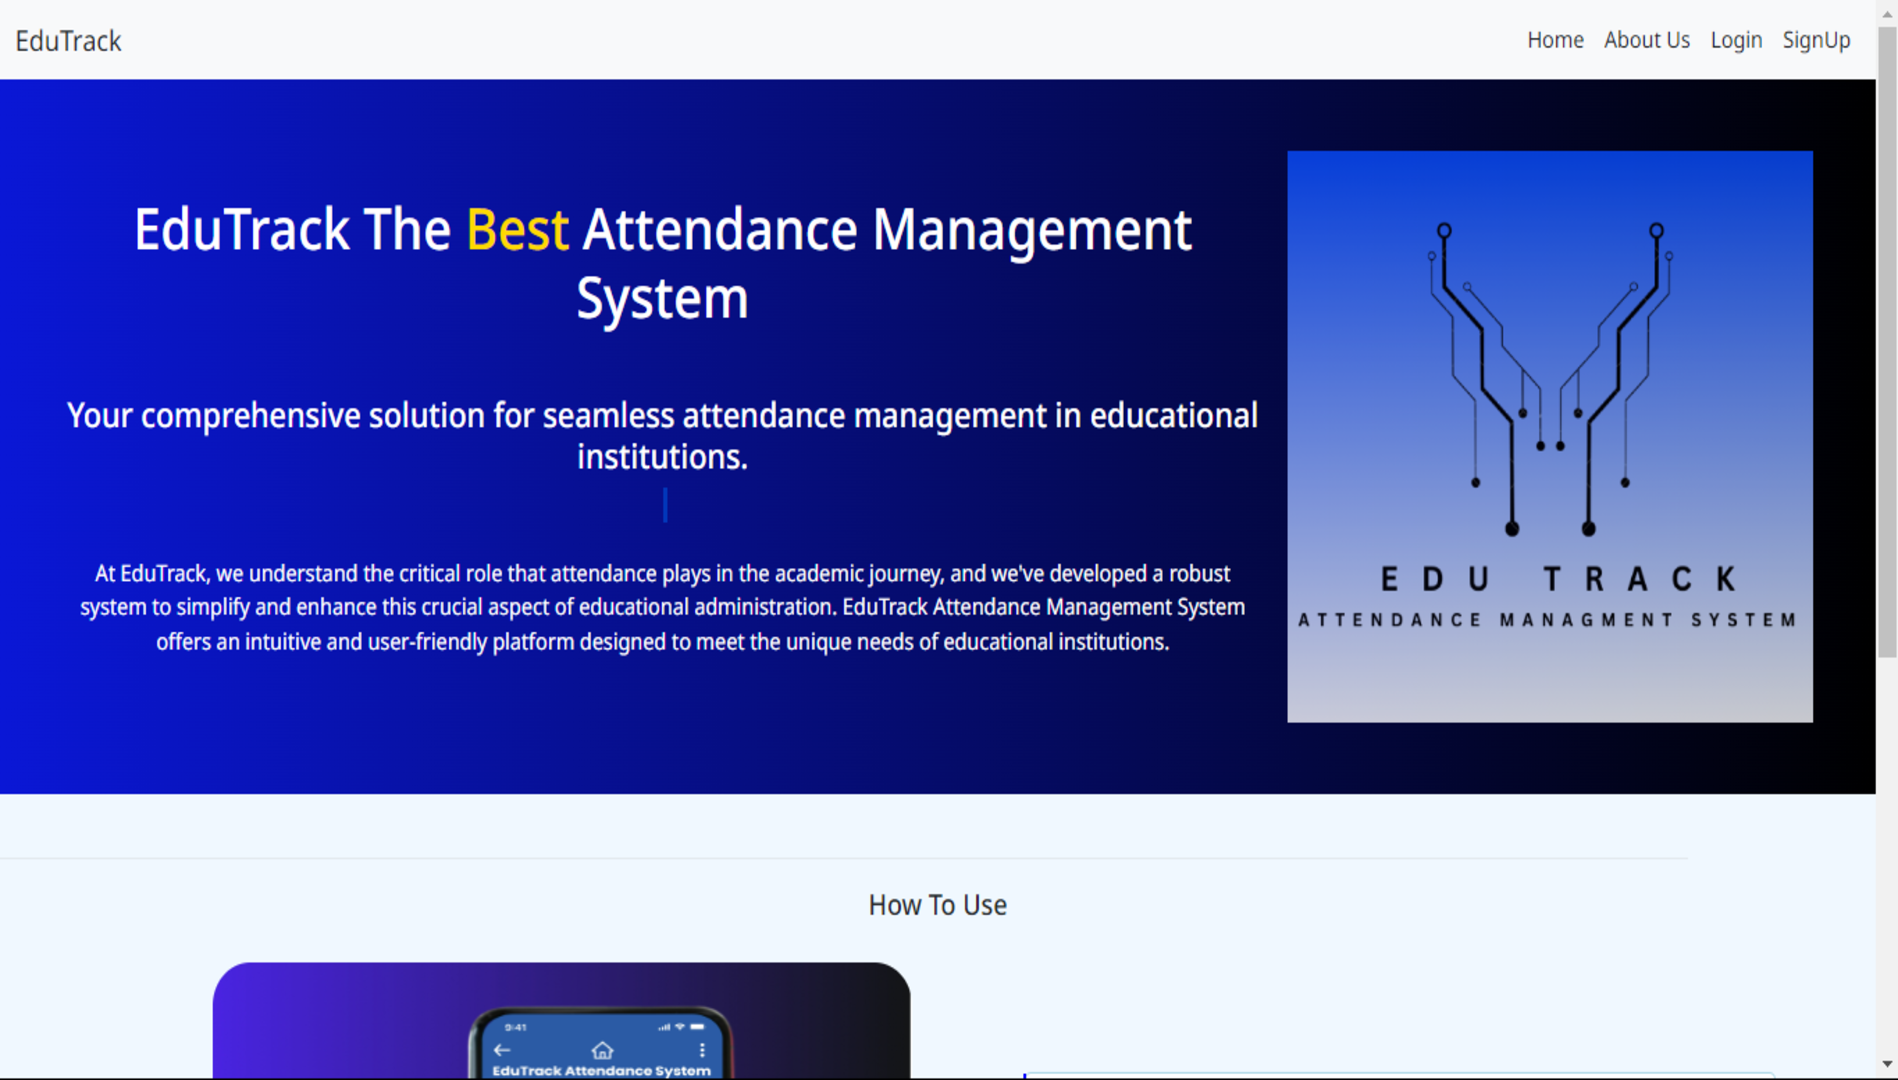 EduTrack
Home About Us Login SignUp
EduTrack The Best Attendance Management
System
Your comprehensive solution for seamless attendance management in educational
institutions.
At EduTrack, we understand the critical role that attendance plays in the academic journey, and we've developed a robust
system to simplify and enhance this crucial aspect of educational administration. EduTrack Attendance Management System
offers an intuitive and user-friendly platform designed to meet the unique needs of educational institutions.
EDU TRACK
ATTENDANCE MANAGMENT SYSTEM
How To Use
9:41
EduTrack Attendance System